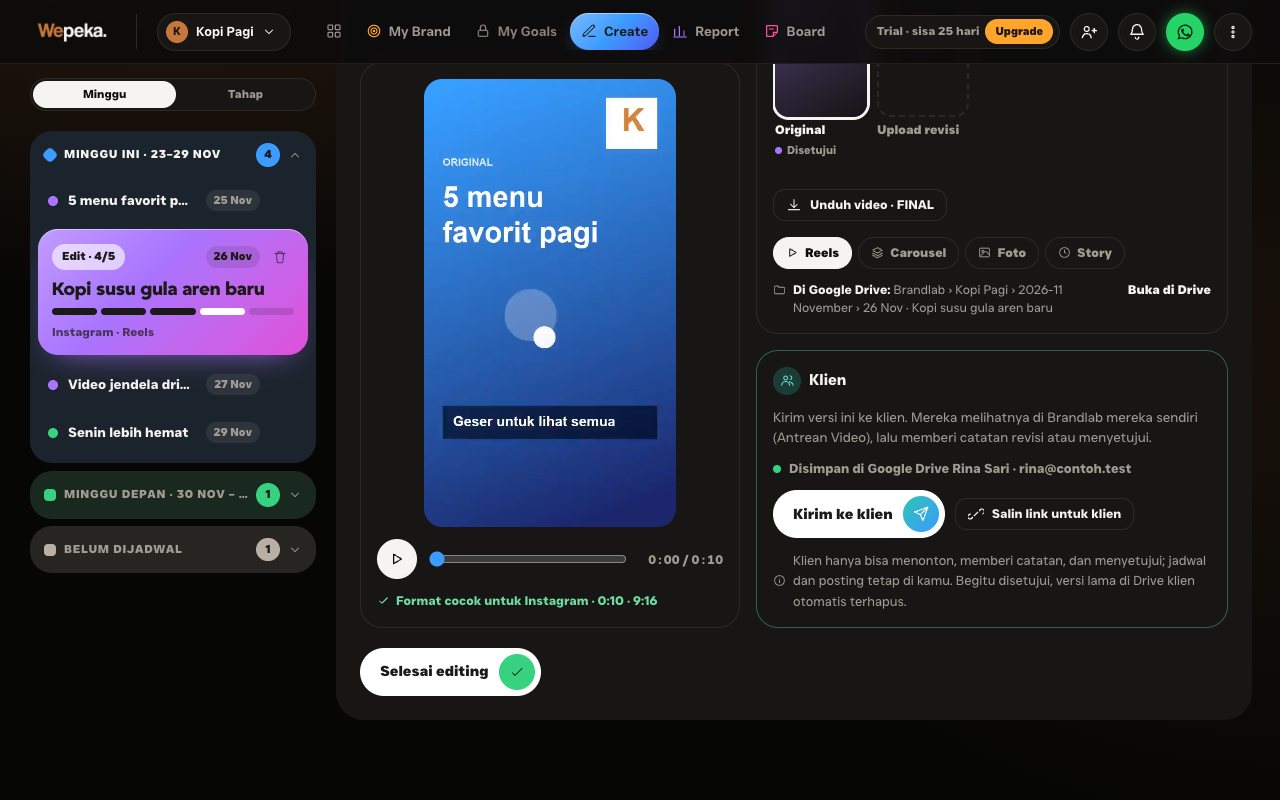 Wepeka.
K
Kopi Pagi
My Brand
My Goals
Create
Report
Board
Trial · sisa 25 hari
Upgrade
Minggu
Tahap
MINGGU INI · 23–29 NOV
4
5 menu favorit p...
25 Nov
Edit · 4/5
26 Nov
Kopi susu gula aren baru
Instagram · Reels
Video jendela dri...
27 Nov
Senin lebih hemat
29 Nov
MINGGU DEPAN · 30 NOV – ...
1
BELUM DIJADWAL
1
K
ORIGINAL
5 menu
favorit pagi
Geser untuk lihat semua
0:00 / 0:10
Format cocok untuk Instagram · 0:10 · 9:16
Selesai editing
Original
Upload revisi
Disetujui
Unduh video · FINAL
Reels
Carousel
Foto
Story
Di Google Drive: Brandlab › Kopi Pagi › 2026-11
November › 26 Nov · Kopi susu gula aren baru
Buka di Drive
Klien
Kirim versi ini ke klien. Mereka melihatnya di Brandlab mereka sendiri
(Antrean Video), lalu memberi catatan revisi atau menyetujui.
Disimpan di Google Drive Rina Sari · rina@contoh.test
Kirim ke klien
Salin link untuk klien
Klien hanya bisa menonton, memberi catatan, dan menyetujui; jadwal
dan posting tetap di kamu. Begitu disetujui, versi lama di Drive klien
otomatis terhapus.